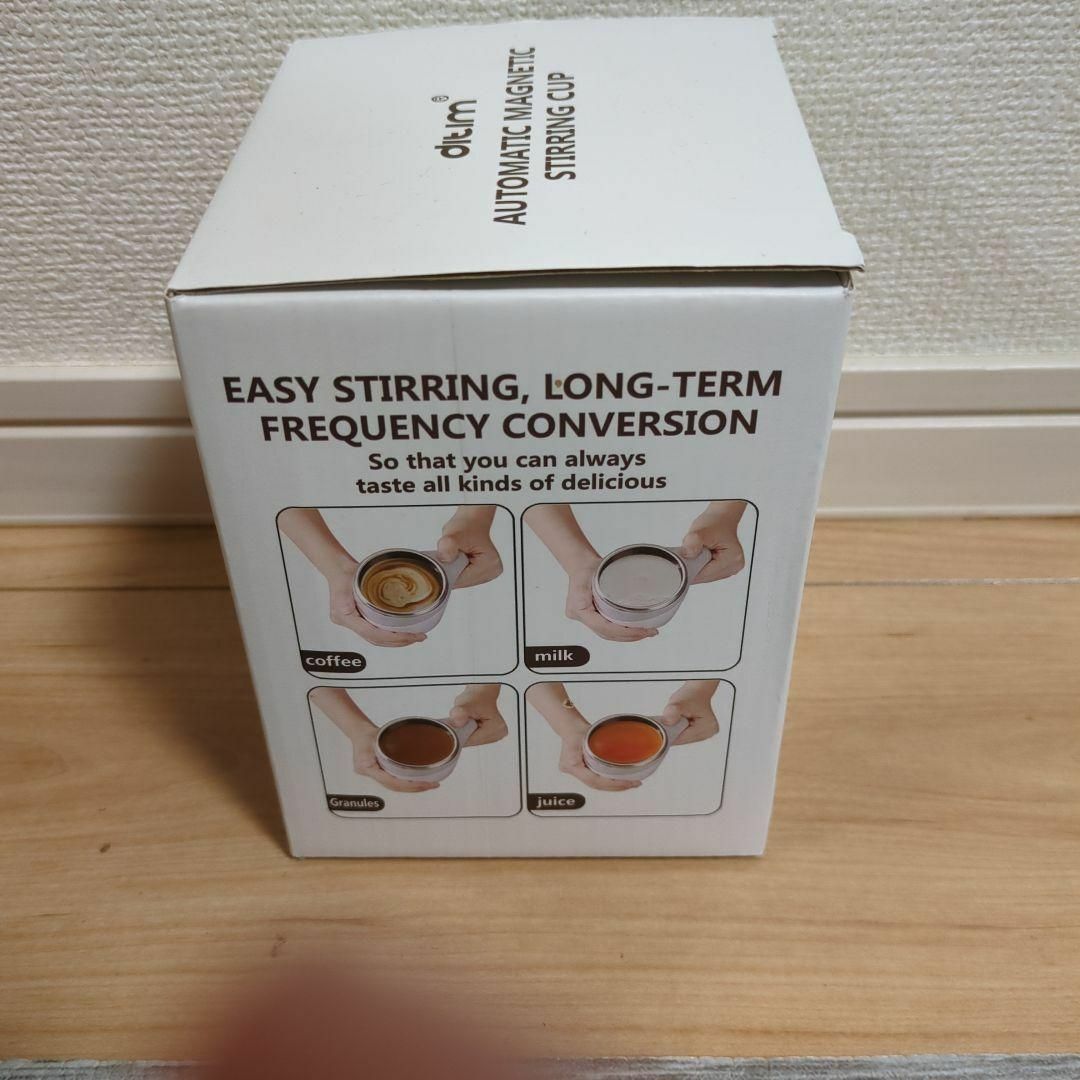 ditim®
AUTOMATIC MAGNETIC
STIRRING CUP
EASY STIRRING, LONG-TERM
FREQUENCY CONVERSION
So that you can always
taste all kinds of delicious
coffee
milk
Granules
juice